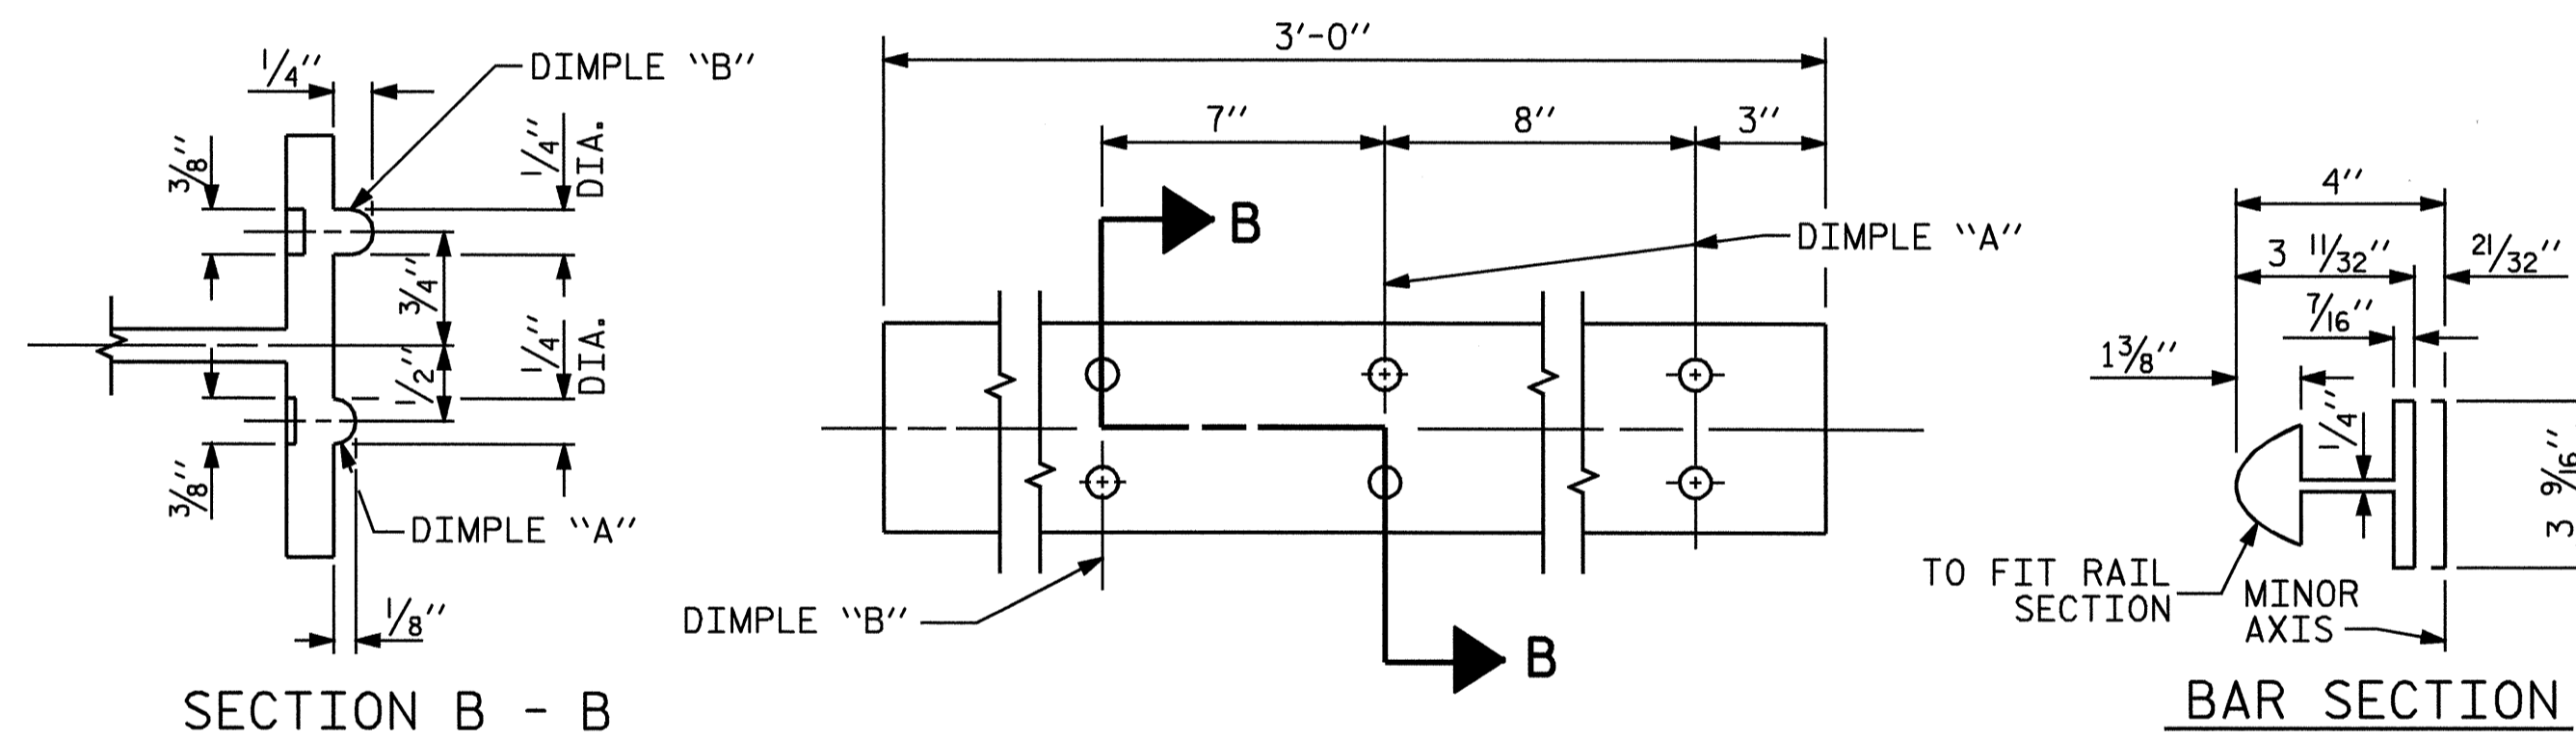 1/4″
DIMPLE "B"
3/8″
1/4″ DIA.
3/4″
1/2″
1/4″ DIA.
3/8″
DIMPLE "A"
1/8″
SECTION B - B
3′-0″
7″
8″
3″
B
DIMPLE "A"
DIMPLE "B"
B
4″
3 11/32″
21/32″
7/16″
1 3/8″
1/4″
3 9/16″
TO FIT RAIL
SECTION
MINOR
AXIS
BAR SECTION